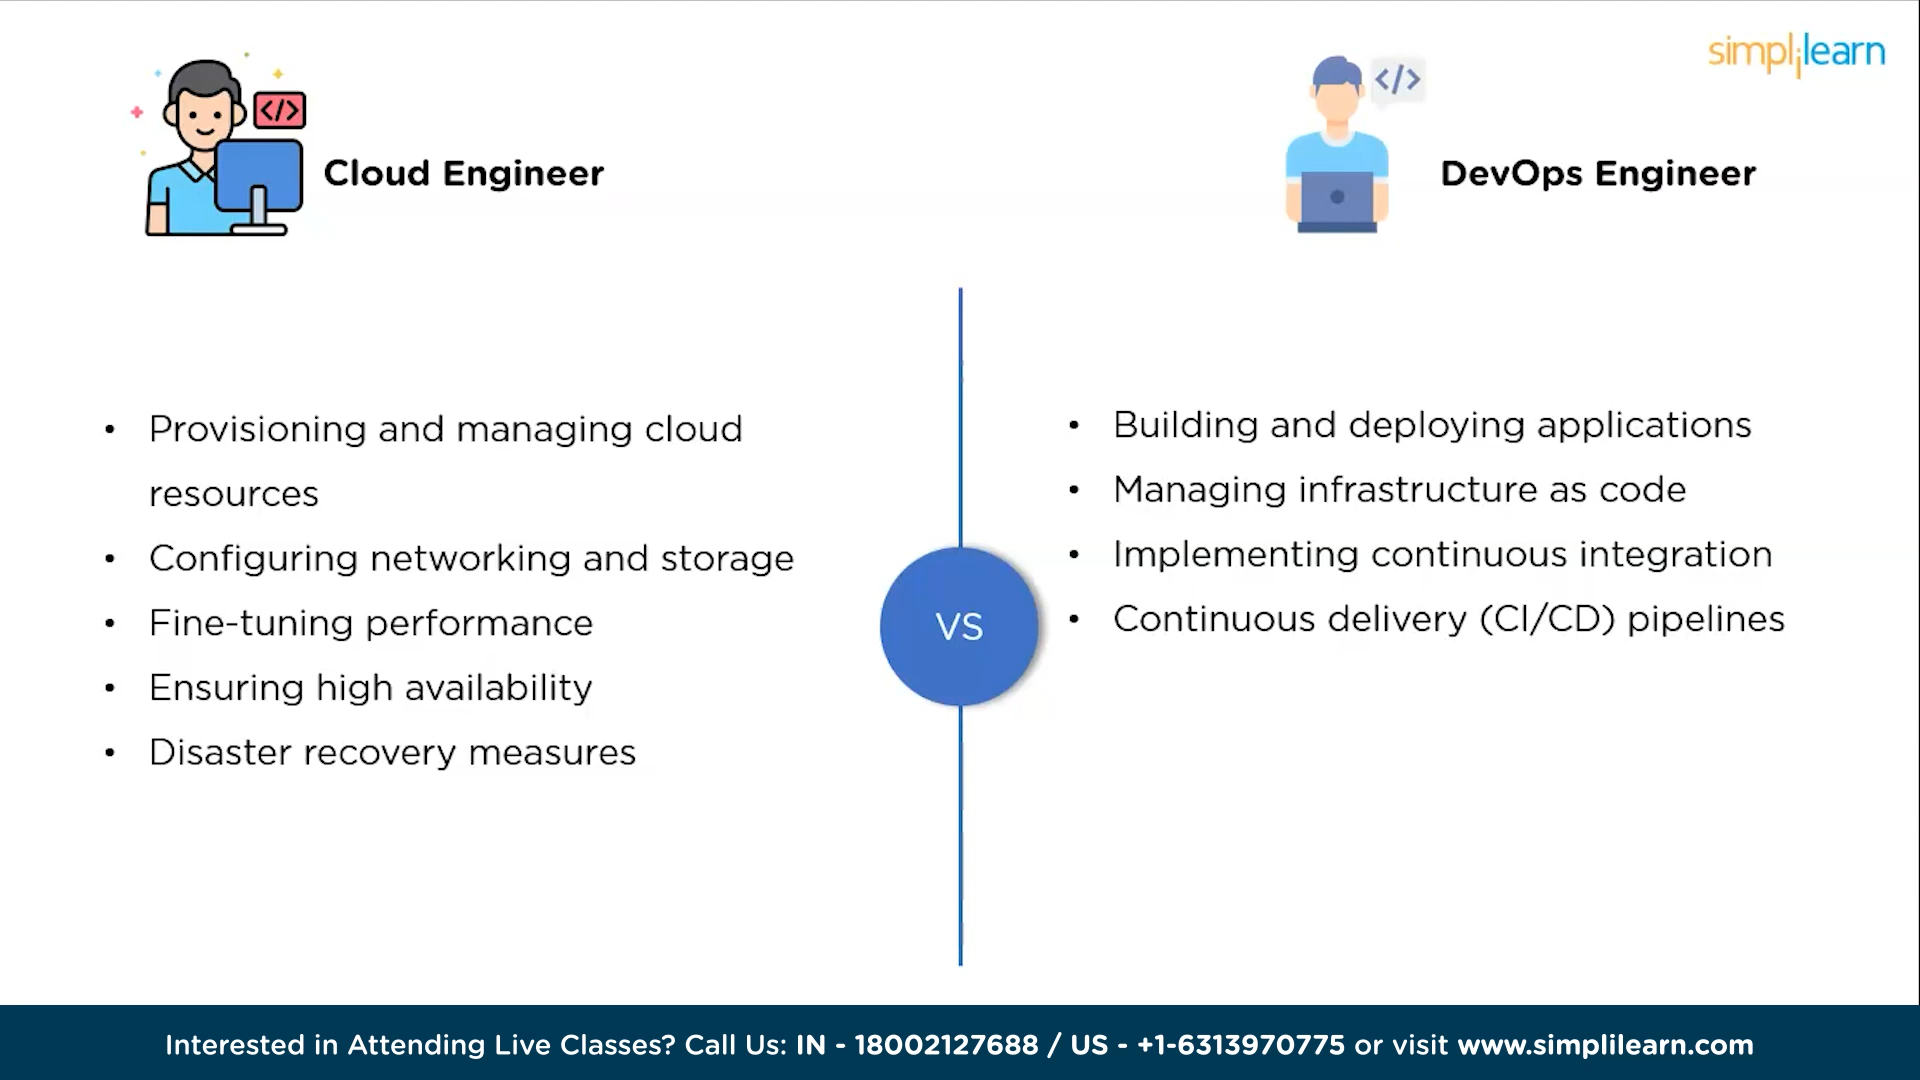 simplilearn
</>
Cloud Engineer
</>
DevOps Engineer
• Provisioning and managing cloud
resources
• Configuring networking and storage
• Fine-tuning performance
• Ensuring high availability
• Disaster recovery measures
VS
• Building and deploying applications
• Managing infrastructure as code
• Implementing continuous integration
• Continuous delivery (CI/CD) pipelines
Interested in Attending Live Classes? Call Us: IN - 18002127688 / US - +1-6313970775 or visit www.simplilearn.com